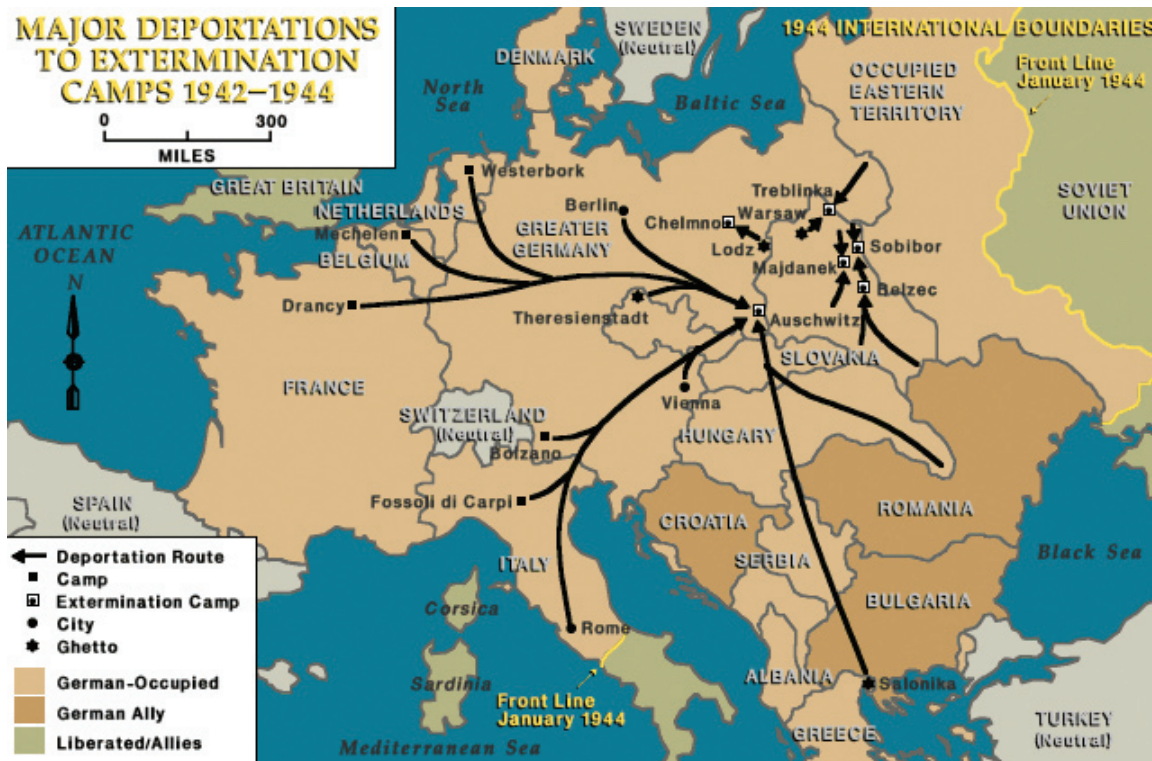 MAJOR DEPORTATIONS
TO EXTERMINATION
CAMPS 1942–1944
0 300
MILES
1944 INTERNATIONAL BOUNDARIES
SWEDEN
(Neutral)
DENMARK
North
Sea
Baltic Sea
OCCUPIED
EASTERN
TERRITORY
Front Line
January 1944
SOVIET
UNION
GREAT BRITAIN
ATLANTIC
OCEAN
N
Westerbork
NETHERLANDS
Mechelen
BELGIUM
Drancy
Berlin
GREATER
GERMANY
Theresienstadt
Treblinka
Warsaw
Chelmno
Lodz
Sobibor
Majdanek
Belzec
Auschwitz
SLOVAKIA
FRANCE
SWITZERLAND
(Neutral)
Bolzano
Vienna
HUNGARY
Fossoli di Carpi
SPAIN
(Neutral)
ROMANIA
CROATIA
SERBIA
Black Sea
ITALY
BULGARIA
Corsica
Rome
Sardinia
ALBANIA
Salonika
Front Line
January 1944
GREECE
TURKEY
(Neutral)
Mediterranean Sea
Deportation Route
Camp
Extermination Camp
City
Ghetto
German-Occupied
German Ally
Liberated/Allies